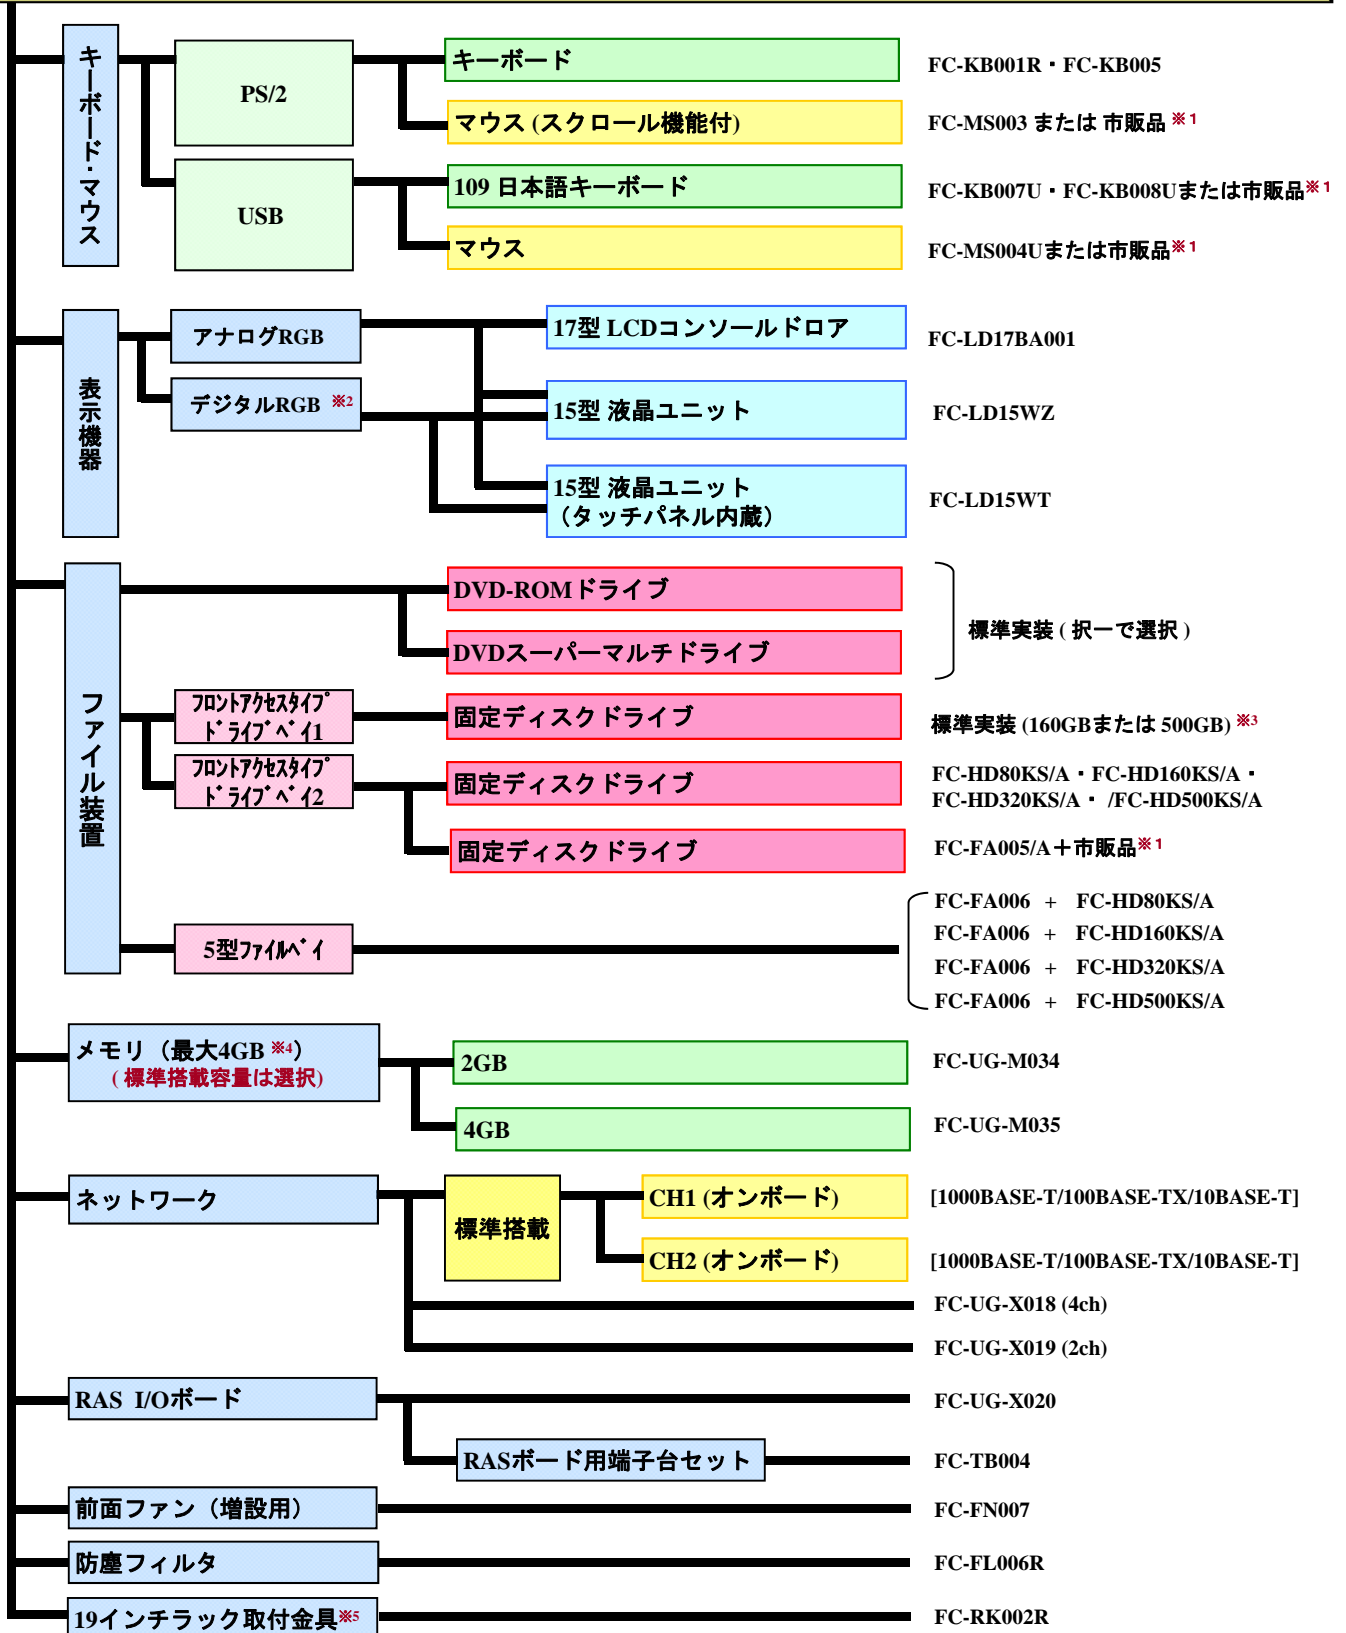 キーボード・マウス
PS/2
キーボード
FC-KB001R・FC-KB005
マウス (スクロール機能付)
FC-MS003 または 市販品 ※1
USB
109 日本語キーボード
FC-KB007U・FC-KB008Uまたは市販品※1
マウス
FC-MS004Uまたは市販品※1
表示機器
アナログRGB
17型 LCDコンソールドロア
FC-LD17BA001
デジタルRGB ※2
15型 液晶ユニット
FC-LD15WZ
15型 液晶ユニット
（タッチパネル内蔵）
FC-LD15WT
ファイル装置
DVD-ROMドライブ
DVDスーパーマルチドライブ
標準実装 ( 択一で選択 )
ﾌﾛﾝﾄｱｸｾｽﾀｲﾌﾟ
ﾄﾞﾗｲﾌﾞﾍﾞｲ1
固定ディスクドライブ
標準実装 (160GBまたは 500GB) ※3
ﾌﾛﾝﾄｱｸｾｽﾀｲﾌﾟ
ﾄﾞﾗｲﾌﾞﾍﾞｲ2
固定ディスクドライブ
FC-HD80KS/A・FC-HD160KS/A・
FC-HD320KS/A・ /FC-HD500KS/A
固定ディスクドライブ
FC-FA005/A＋市販品※1
5型ﾌｧｲﾙﾍﾞｲ
FC-FA006 + FC-HD80KS/A
FC-FA006 + FC-HD160KS/A
FC-FA006 + FC-HD320KS/A
FC-FA006 + FC-HD500KS/A
メモリ（最大4GB ※4）
( 標準搭載容量は選択)
2GB
FC-UG-M034
4GB
FC-UG-M035
ネットワーク
標準搭載
CH1 (オンボード)
[1000BASE-T/100BASE-TX/10BASE-T]
CH2 (オンボード)
[1000BASE-T/100BASE-TX/10BASE-T]
FC-UG-X018 (4ch)
FC-UG-X019 (2ch)
RAS I/Oボード
FC-UG-X020
RASボード用端子台セット
FC-TB004
前面ファン（増設用）
FC-FN007
防塵フィルタ
FC-FL006R
19インチラック取付金具※5
FC-RK002R